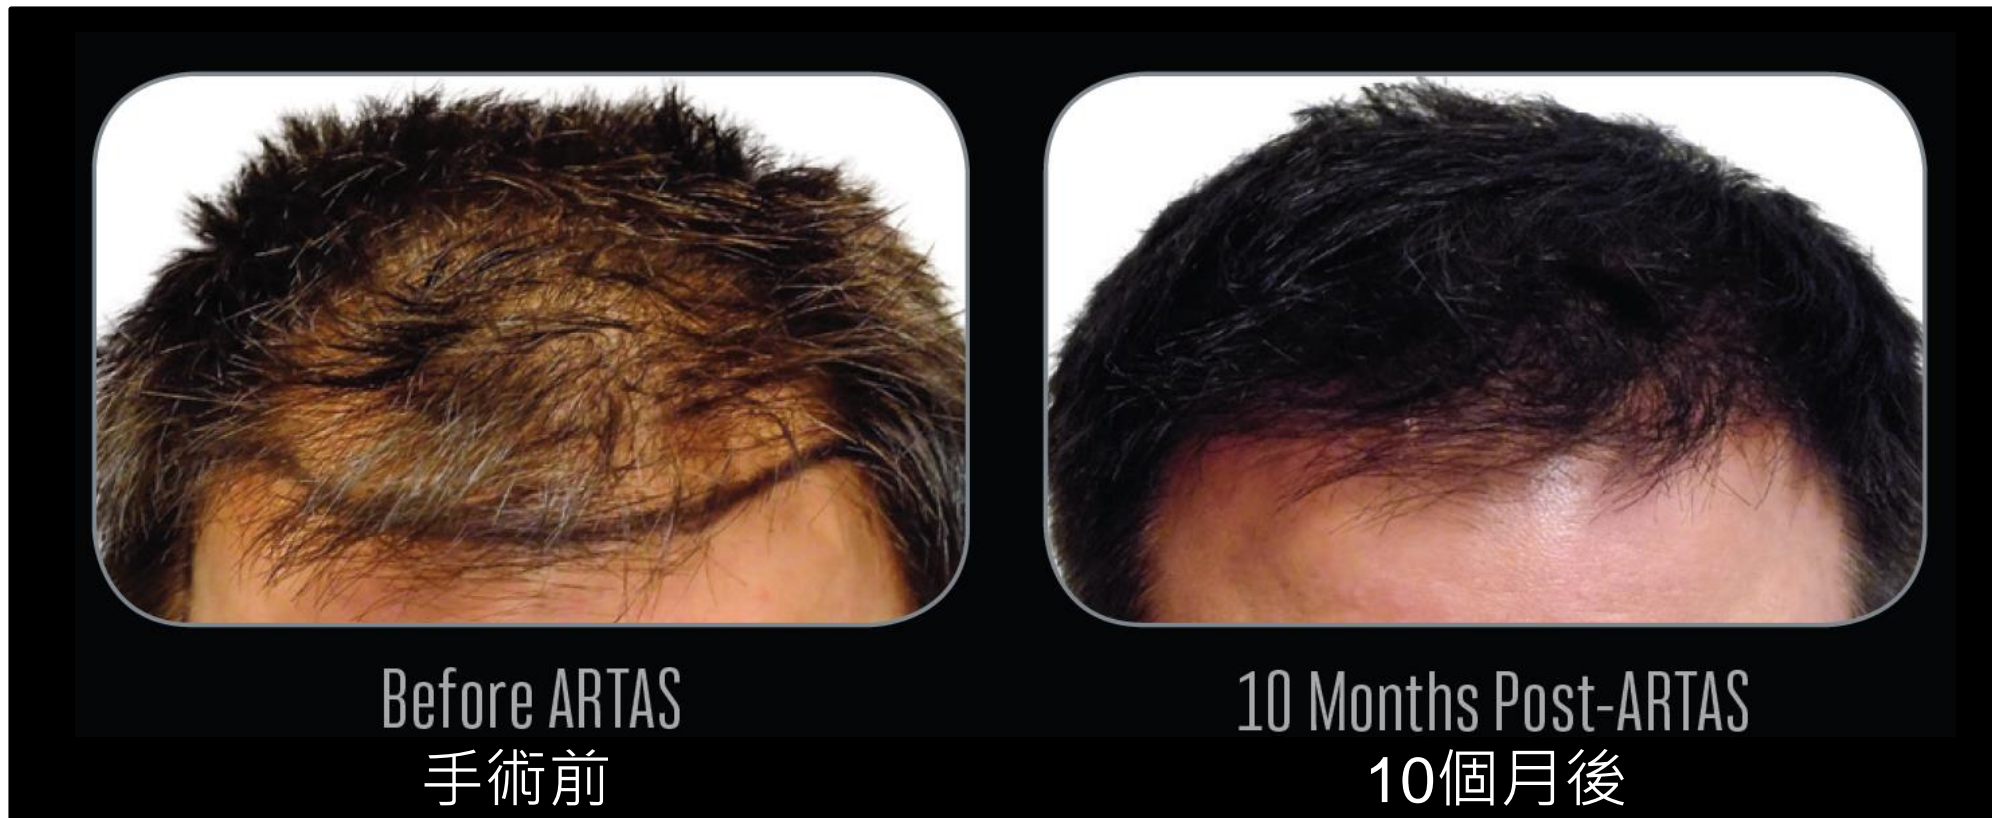 Before ARTAS
手術前
10 Months Post-ARTAS
10個月後